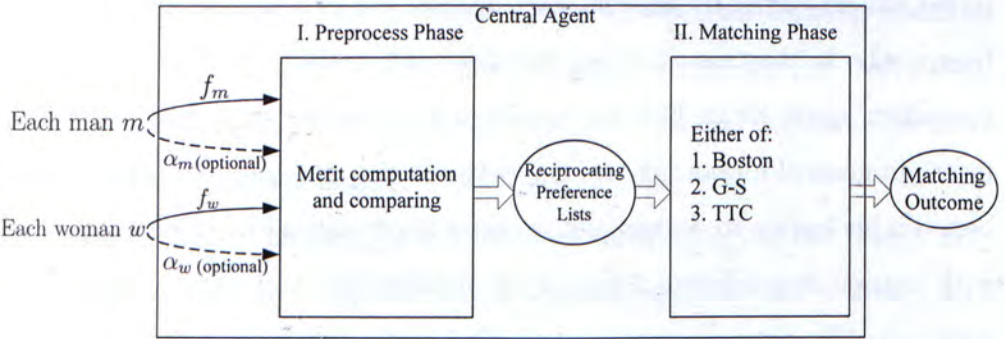 Central Agent
I. Preprocess Phase
II. Matching Phase
f_m
Each man m
α_m (optional)
f_w
Each woman w
α_w (optional)
Merit computation
and comparing
Reciprocating
Preference
Lists
Either of:
1. Boston
2. G-S
3. TTC
Matching
Outcome